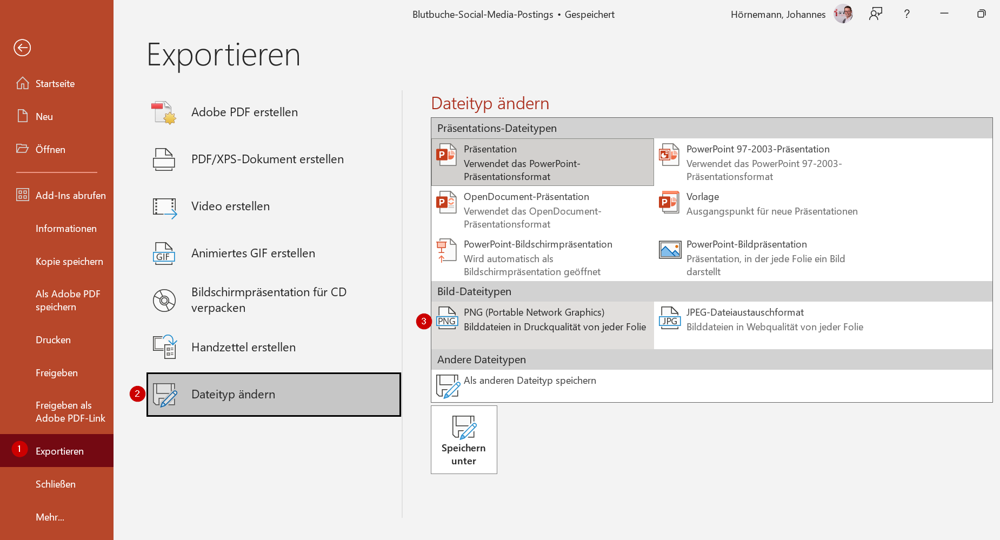 Blutbuche-Social-Media-Postings • Gespeichert
Hörnemann, Johannes
?
Startseite
Neu
Öffnen
Add-Ins abrufen
Informationen
Kopie speichern
Als Adobe PDF
speichern
Drucken
Freigeben
Freigeben als
Adobe PDF-Link
1
Exportieren
Schließen
Mehr...
Exportieren
Adobe PDF erstellen
PDF/XPS-Dokument erstellen
Video erstellen
GIF
Animiertes GIF erstellen
Bildschirmpräsentation für CD
verpacken
Handzettel erstellen
2
Dateityp ändern
Dateityp ändern
Präsentations-Dateitypen
P
Präsentation
Verwendet das PowerPoint-
Präsentationsformat
PowerPoint 97-2003-Präsentation
Verwendet das PowerPoint 97-2003-
Präsentationsformat
P
OpenDocument-Präsentation
Verwendet das OpenDocument-
Präsentationsformat
P
Vorlage
Ausgangspunkt für neue Präsentationen
PowerPoint-Bildschirmpräsentation
Wird automatisch als
Bildschirmpräsentation geöffnet
PowerPoint-Bildpräsentation
Präsentation, in der jede Folie ein Bild
darstellt
Bild-Dateitypen
3
PNG
PNG (Portable Network Graphics)
Bilddateien in Druckqualität von jeder Folie
JPG
JPEG-Dateiaustauschformat
Bilddateien in Webqualität von jeder Folie
Andere Dateitypen
Als anderen Dateityp speichern
Speichern
unter